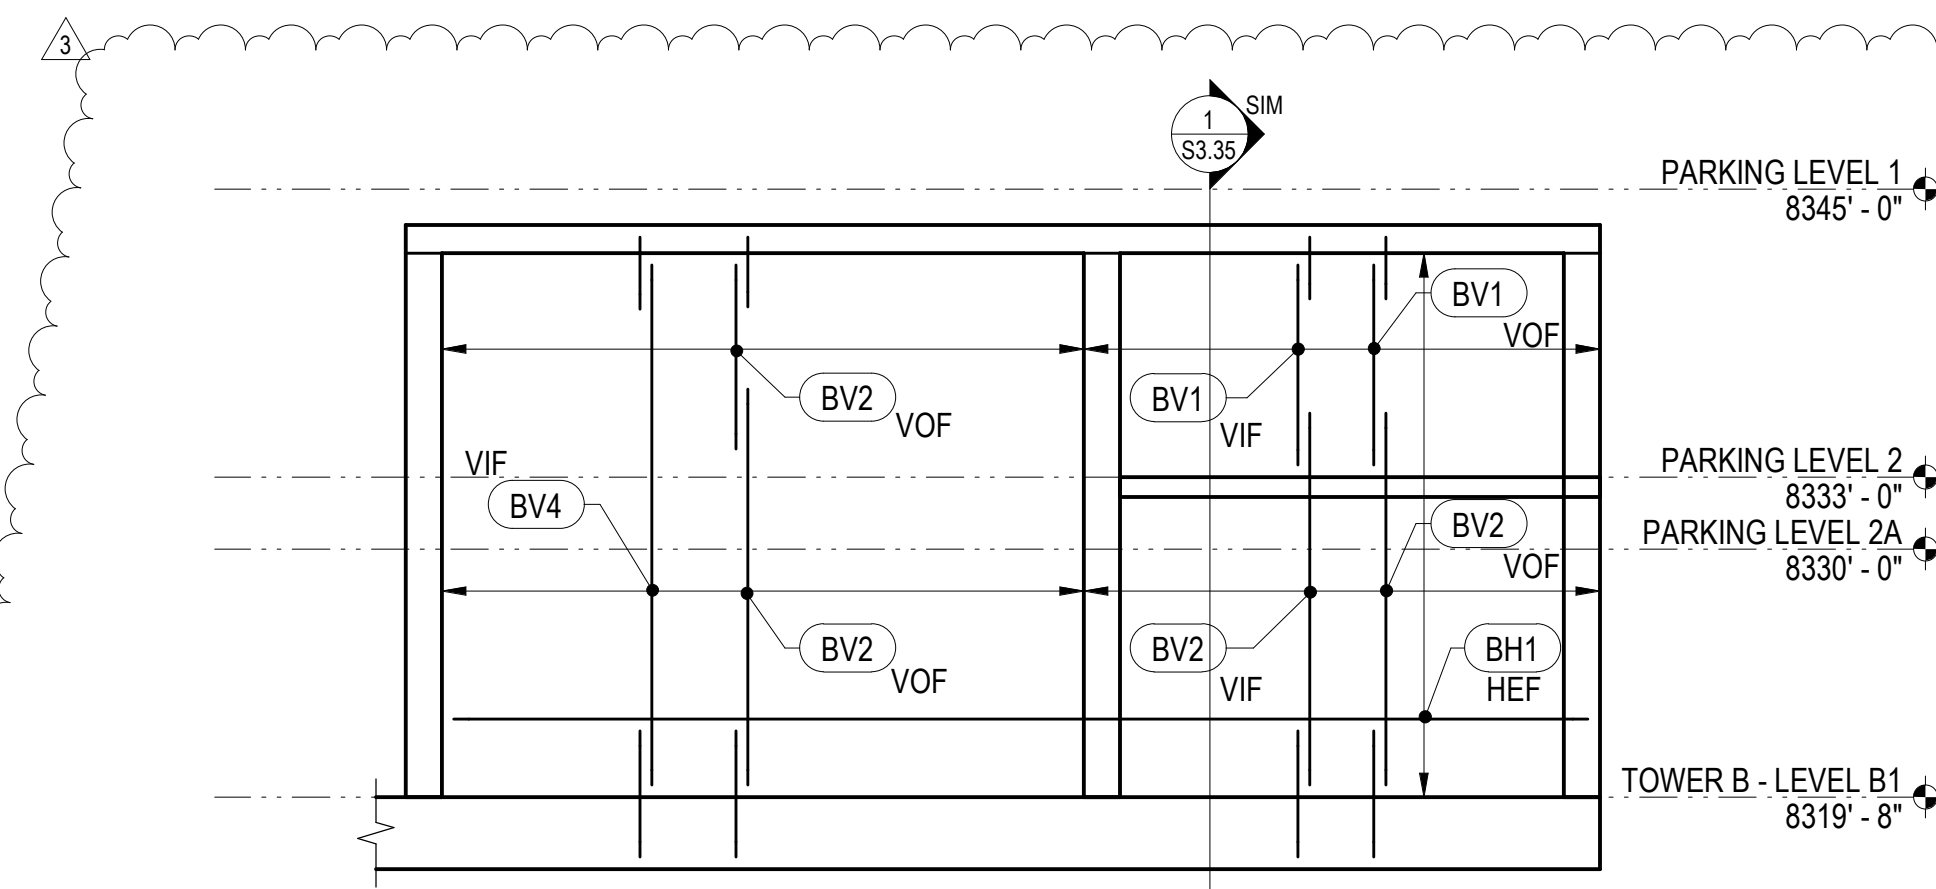 3
SIM
1
S3.35
PARKING LEVEL 1
8345' - 0"
BV1
VOF
BV2
VOF
BV1
VIF
VIF
PARKING LEVEL 2
8333' - 0"
BV4
BV2
VOF
PARKING LEVEL 2A
8330' - 0"
BV2
VOF
BV2
VIF
BH1
HEF
TOWER B - LEVEL B1
8319' - 8"